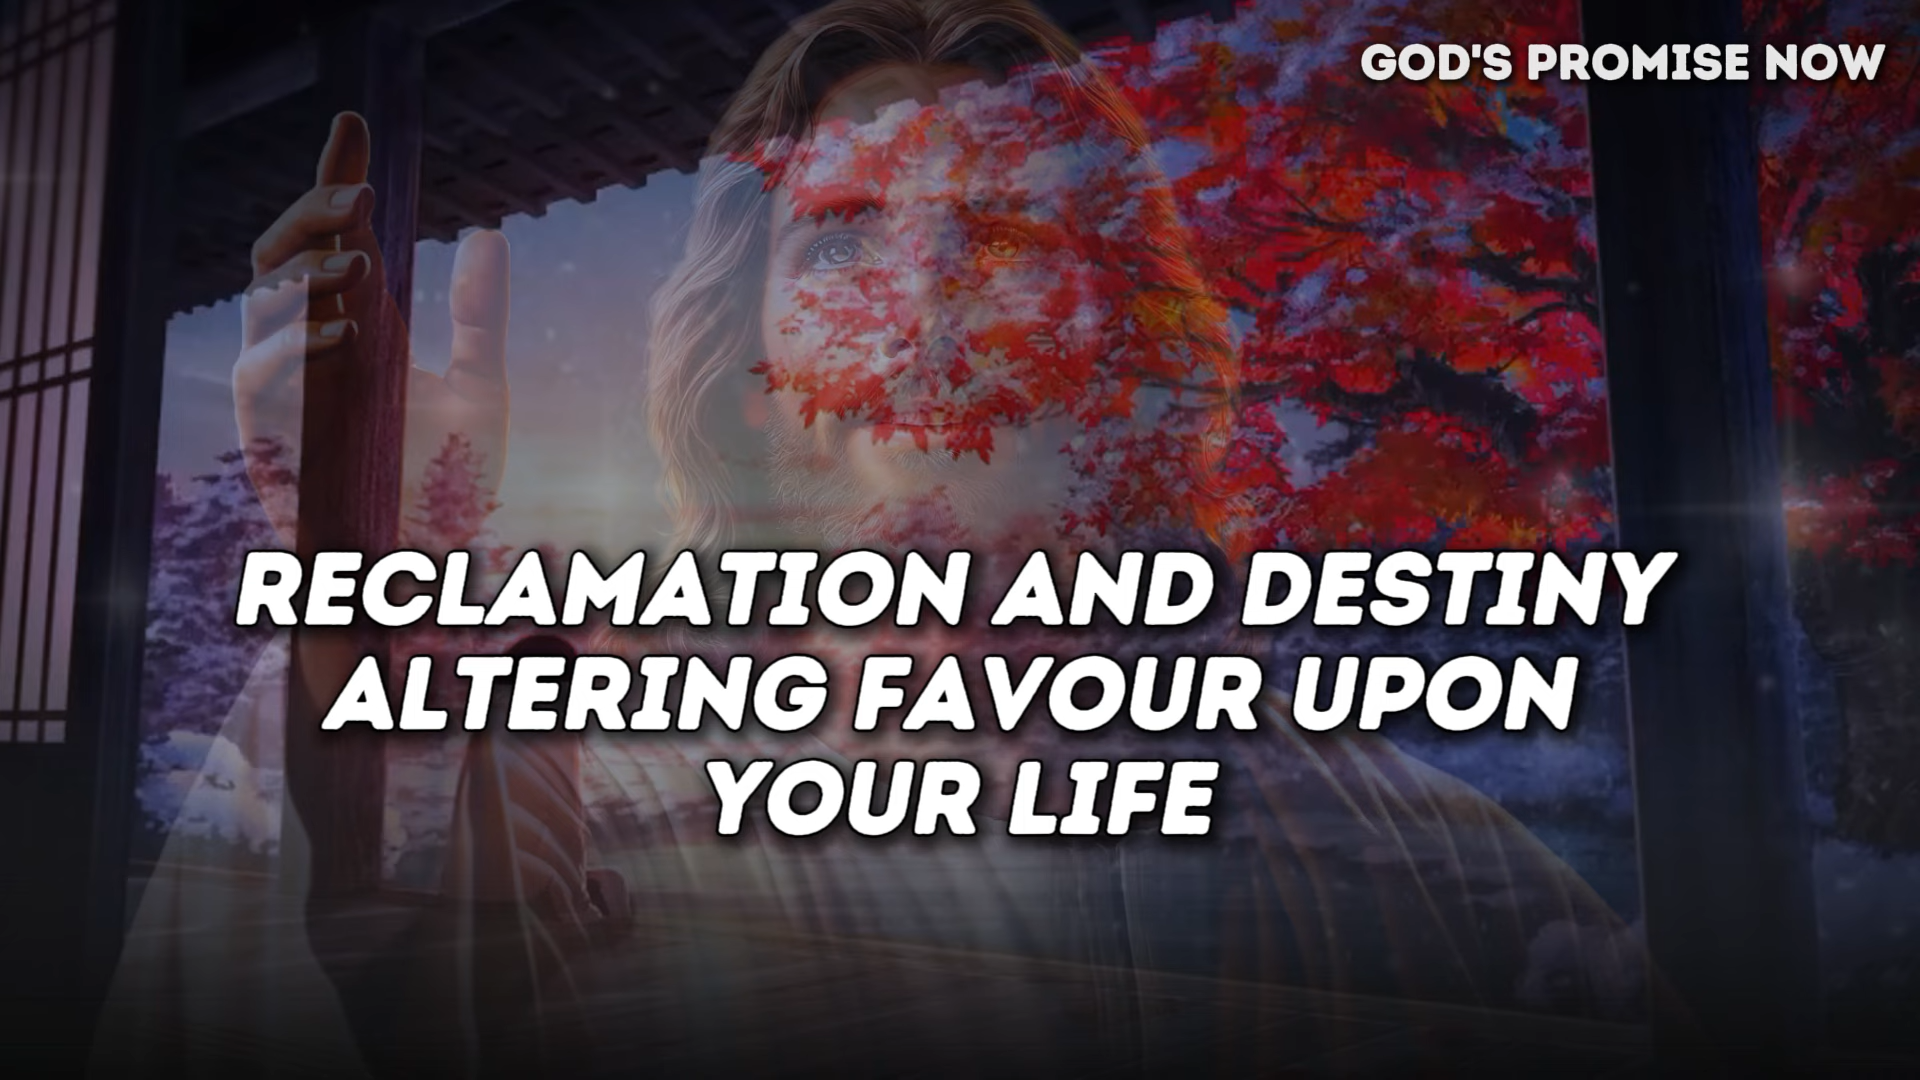 GOD'S PROMISE NOW
RECLAMATION AND DESTINY
ALTERING FAVOUR UPON
YOUR LIFE